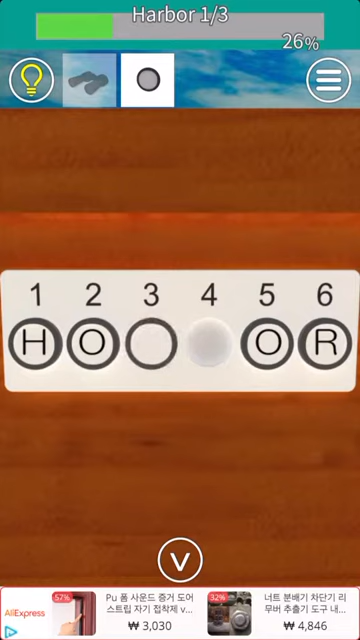 Harbor 1/3
26%
1 2 3 4 5 6
H O O R
57%
AliExpress
Pu 폼 사운드 증거 도어
스트립 자기 접착제 v...
₩ 3,030
32%
너트 분배기 차단기 리
무버 추출기 도구 내...
₩ 4,846